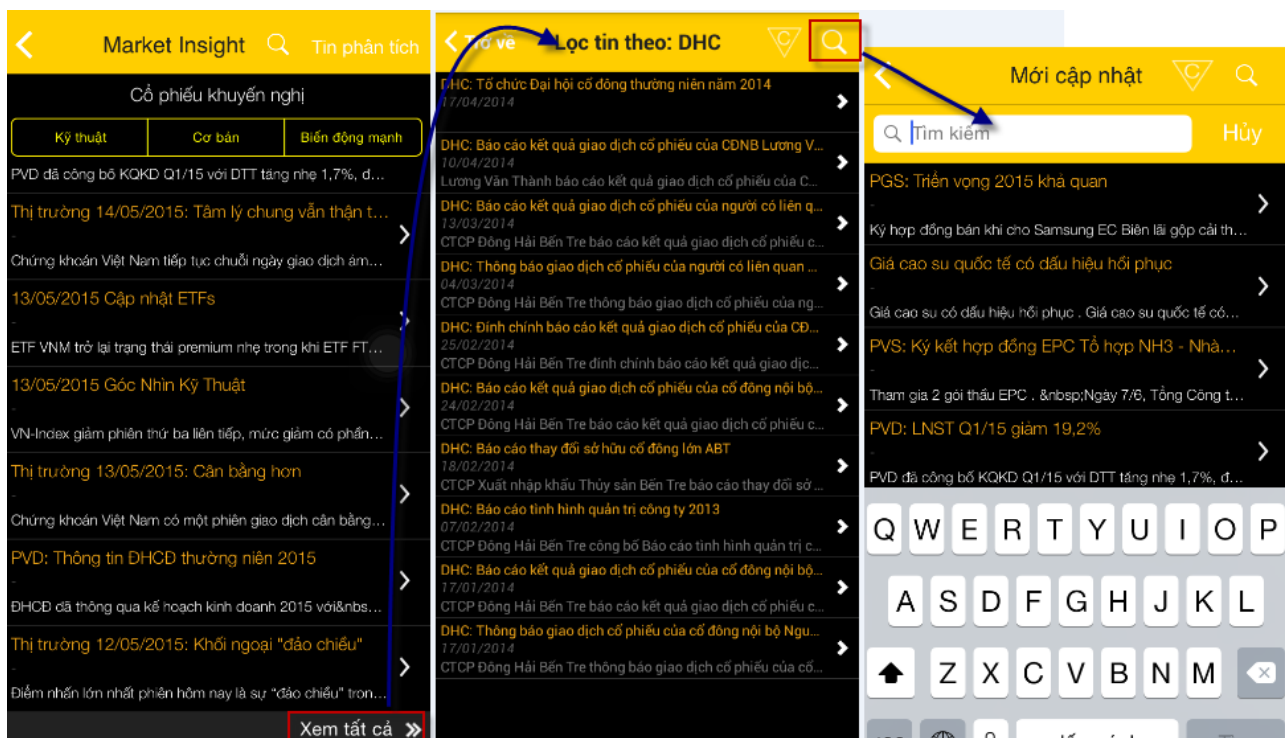 Market Insight
Tin phân tích
Cổ phiếu khuyến nghị
Kỹ thuật
Cơ bản
Biến động mạnh
PVD đã công bố KQKD Q1/15 với DTT tăng nhẹ 1,7%, d...
Thị trường 14/05/2015: Tâm lý chung vẫn thận t...
-
Chứng khoán Việt Nam tiếp tục chuỗi ngày giao dịch ảm...
13/05/2015 Cập nhật ETFs
-
ETF VNM trở lại trạng thái premium nhẹ trong khi ETF FT...
13/05/2015 Góc Nhìn Kỹ Thuật
-
VN-Index giảm phiên thứ ba liên tiếp, mức giảm có phần...
Thị trường 13/05/2015: Cân bằng hơn
-
Chứng khoán Việt Nam có một phiên giao dịch cân bằng...
PVD: Thông tin ĐHCĐ thường niên 2015
-
ĐHCĐ đã thông qua kế hoạch kinh doanh 2015 với&nbs...
Thị trường 12/05/2015: Khối ngoại "đảo chiều"
-
Điểm nhấn lớn nhất phiên hôm nay là sự "đảo chiều" tron...
Xem tất cả
Trở về
Lọc tin theo: DHC
C
DHC: Tổ chức Đại hội cổ đông thường niên năm 2014
17/04/2014
DHC: Báo cáo kết quả giao dịch cổ phiếu của CĐNB Lương V...
10/04/2014
Lương Văn Thành báo cáo kết quả giao dịch cổ phiếu của C...
DHC: Báo cáo kết quả giao dịch cổ phiếu của người có liên q...
13/03/2014
CTCP Đông Hải Bến Tre báo cáo kết quả giao dịch cổ phiếu c...
DHC: Thông báo giao dịch cổ phiếu của người có liên quan ...
04/03/2014
CTCP Đông Hải Bến Tre thông báo giao dịch cổ phiếu của ng...
DHC: Đính chính báo cáo kết quả giao dịch cổ phiếu của CĐ...
25/02/2014
CTCP Đông Hải Bến Tre đính chính báo cáo kết quả giao dịc...
DHC: Báo cáo kết quả giao dịch cổ phiếu của cổ đông nội bộ...
24/02/2014
CTCP Đông Hải Bến Tre báo cáo kết quả giao dịch cổ phiếu c...
DHC: Báo cáo thay đổi sở hữu cổ đông lớn ABT
18/02/2014
CTCP Xuất nhập khẩu Thủy sản Bến Tre báo cáo thay đổi sở ...
DHC: Báo cáo tình hình quản trị công ty 2013
07/02/2014
CTCP Đông Hải Bến Tre công bố Báo cáo tình hình quản trị c...
DHC: Báo cáo kết quả giao dịch cổ phiếu của cổ đông nội bộ...
17/01/2014
CTCP Đông Hải Bến Tre báo cáo kết quả giao dịch cổ phiếu c...
DHC: Thông báo giao dịch cổ phiếu của cổ đông nội bộ Ngu...
17/01/2014
CTCP Đông Hải Bến Tre thông báo giao dịch cổ phiếu của cổ...
Mới cập nhật
C
Tìm kiếm
Hủy
PGS: Triển vọng 2015 khả quan
-
Ký hợp đồng bán khí cho Samsung EC Biên lãi gộp cải th...
Giá cao su quốc tế có dấu hiệu hồi phục
-
Giá cao su có dấu hiệu hồi phục . Giá cao su quốc tế có...
PVS: Ký kết hợp đồng EPC Tổ hợp NH3 - Nhà...
-
Tham gia 2 gói thầu EPC . &nbsp;Ngày 7/6, Tổng Công t...
PVD: LNST Q1/15 giảm 19,2%
-
PVD đã công bố KQKD Q1/15 với DTT tăng nhẹ 1,7%, d...
Q W E R T Y U I O P
A S D F G H J K L
Z X C V B N M